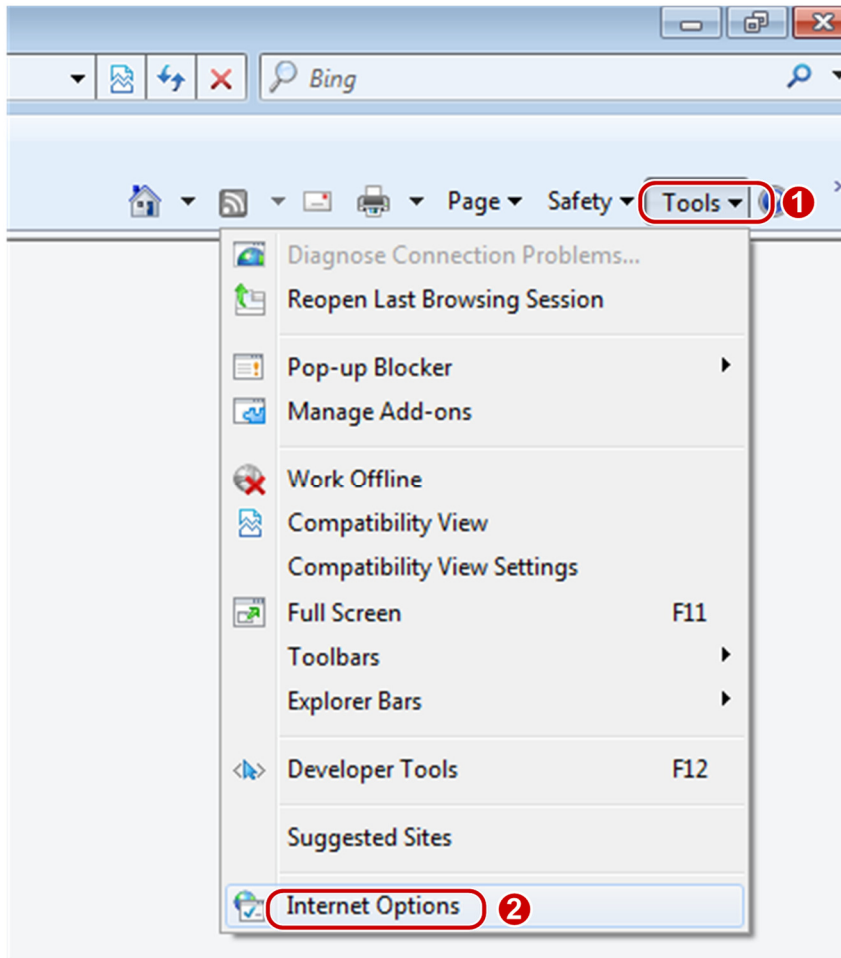 Bing
Page Safety Tools 1
Diagnose Connection Problems...
Reopen Last Browsing Session
Pop-up Blocker
Manage Add-ons
Work Offline
Compatibility View
Compatibility View Settings
Full Screen F11
Toolbars
Explorer Bars
Developer Tools F12
Suggested Sites
Internet Options 2